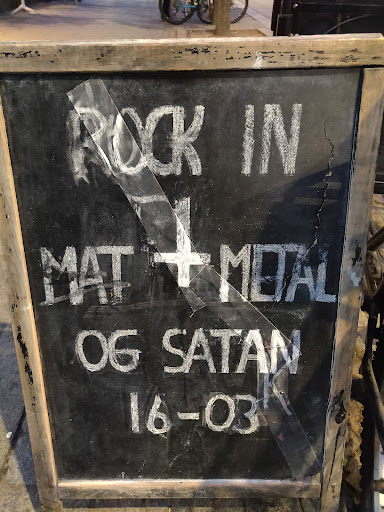 ROCK IN
MAT + METAL
OG SATAN
16-03